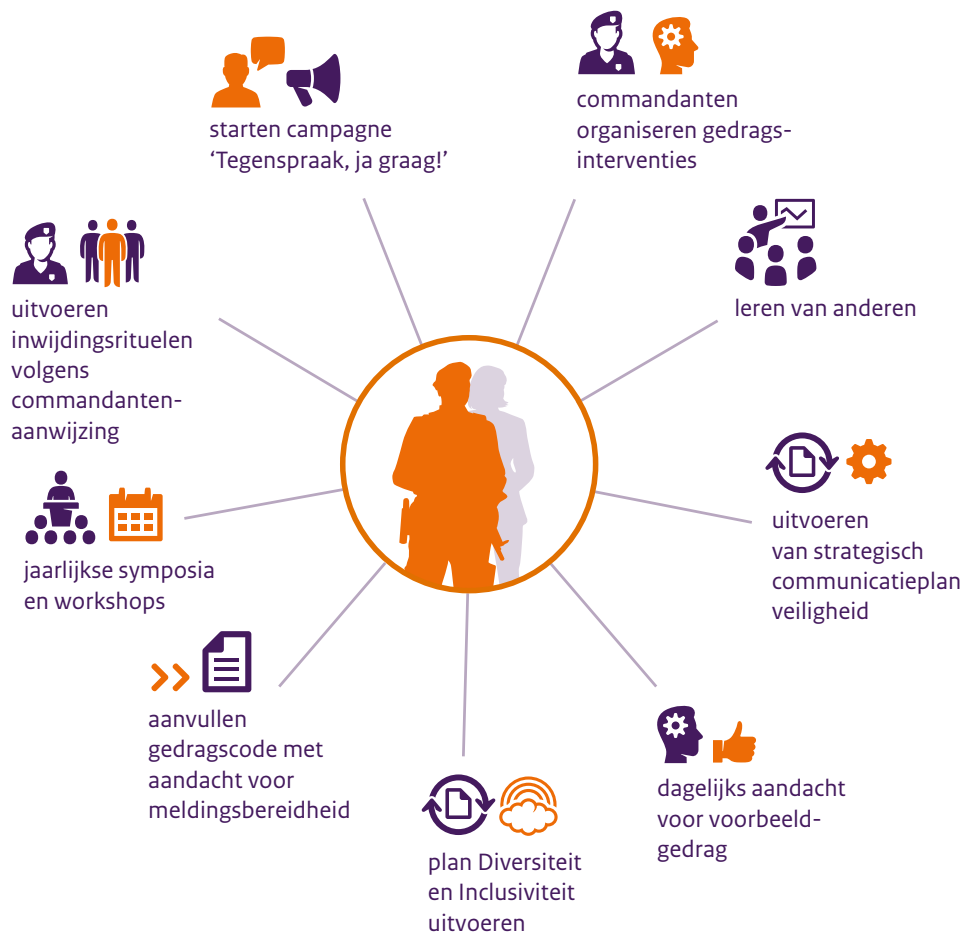 starten campagne
‘Tegenspraak, ja graag!’
commandanten
organiseren gedrags-
interventies
leren van anderen
uitvoeren
van strategisch
communicatieplan
veiligheid
dagelijks aandacht
voor voorbeeld-
gedrag
plan Diversiteit
en Inclusiviteit
uitvoeren
aanvullen
gedragscode met
aandacht voor
meldingsbereidheid
jaarlijkse symposia
en workshops
uitvoeren
inwijdingsrituelen
volgens
commandanten-
aanwijzing